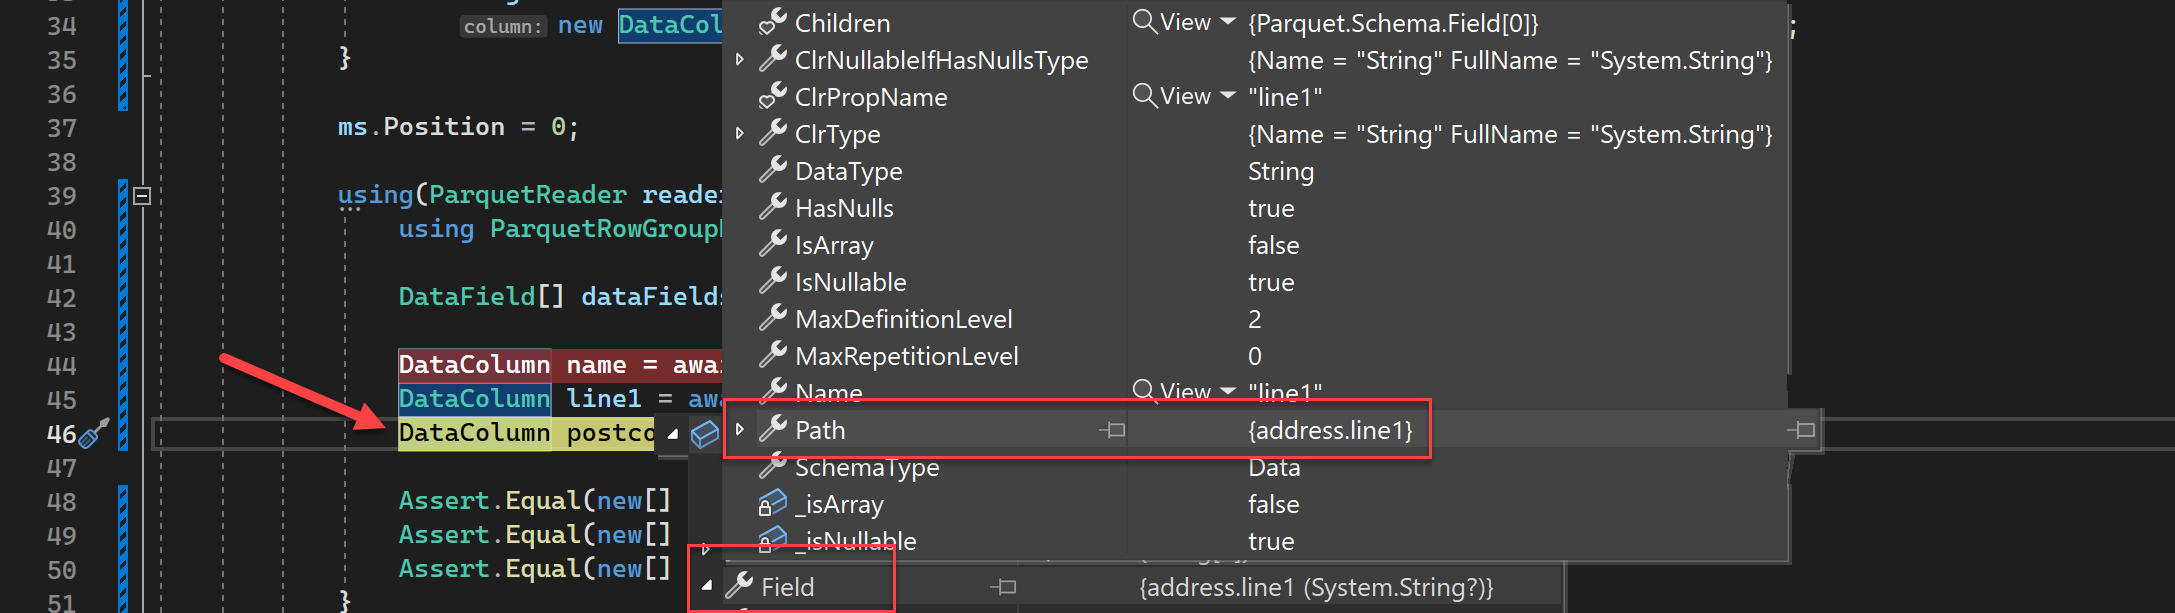 34 column: new DataCol ;
35 }
36
37 ms.Position = 0;
38
39 using(ParquetReader reade
40 using ParquetRowGroup
41
42 DataField[] dataField
43
44 DataColumn name = awa
45 DataColumn line1 = aw
46 DataColumn postco
47
48 Assert.Equal(new[]
49 Assert.Equal(new[]
50 Assert.Equal(new[]
51 }
Children View {Parquet.Schema.Field[0]}
ClrNullableIfHasNullsType {Name = "String" FullName = "System.String"}
ClrPropName View "line1"
ClrType {Name = "String" FullName = "System.String"}
DataType String
HasNulls true
IsArray false
IsNullable true
MaxDefinitionLevel 2
MaxRepetitionLevel 0
Name View "line1"
Path {address.line1}
SchemaType Data
_isArray false
_isNullable true
Field {address.line1 (System.String?)}